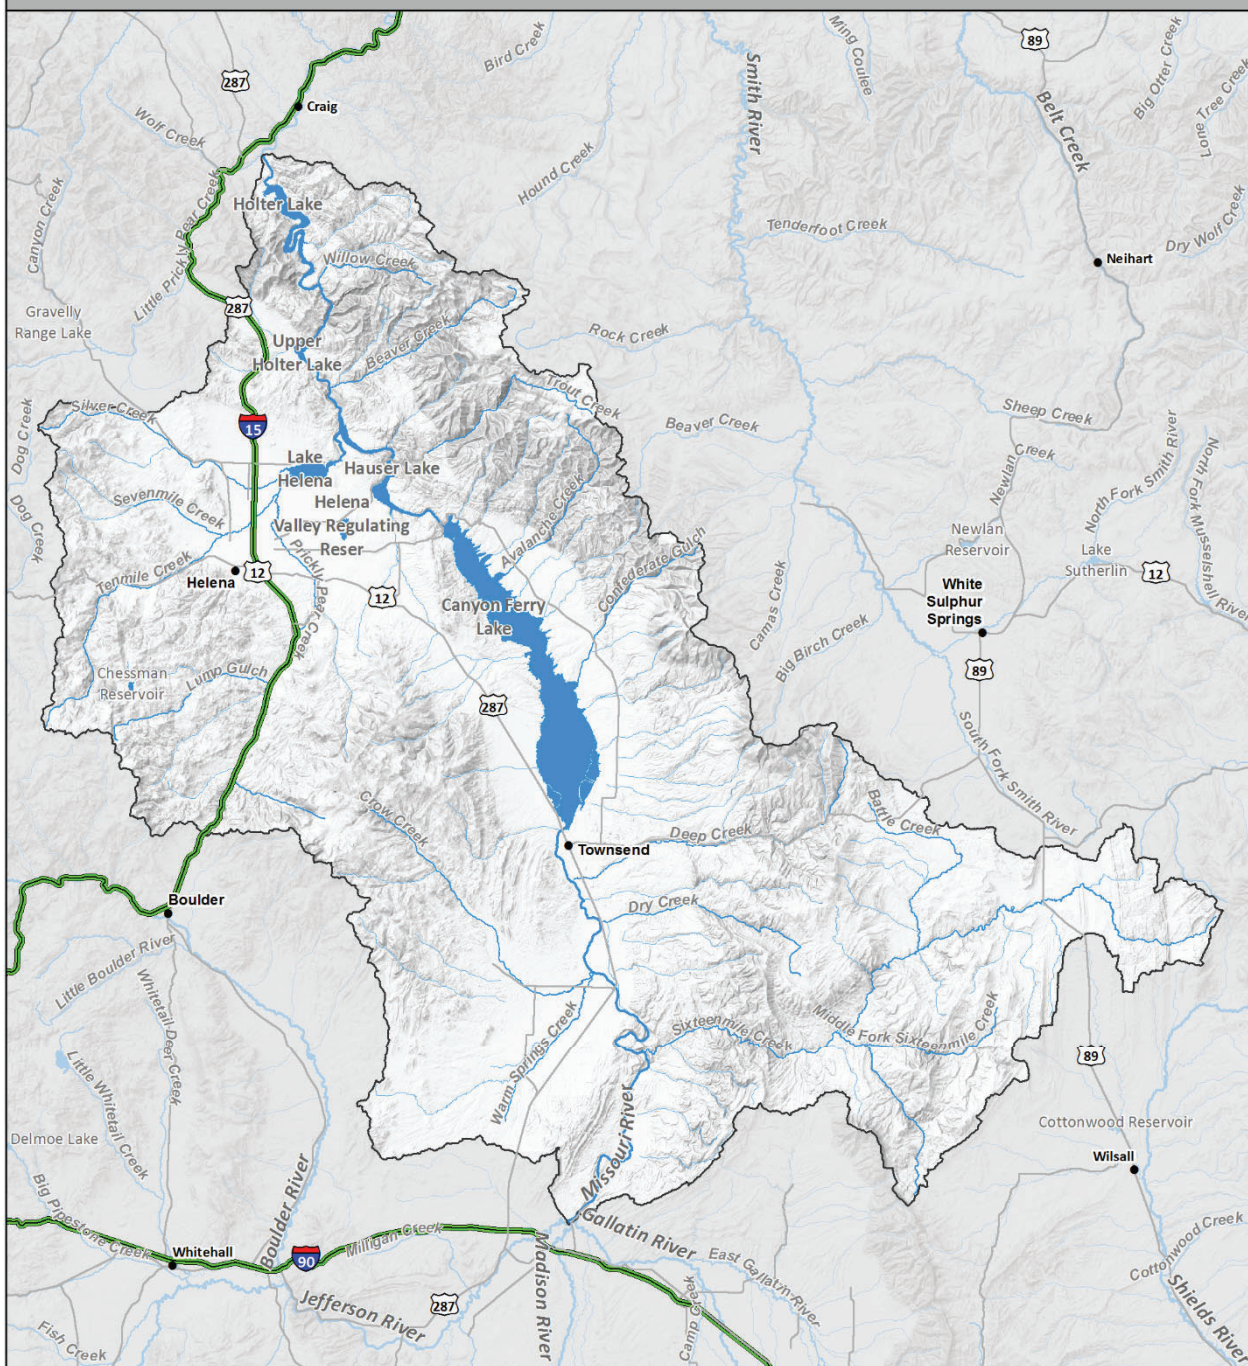 89
Bird Creek
Ming Coulee
Big Otter Creek
Lone Tree Creek
287
Smith River
Belt Creek
Craig
Wolf Creek
Hound Creek
Canyon Creek
Little Prickly Pear Creek
Holter Lake
Tenderfoot Creek
Dry Wolf Creek
Neihart
Willow Creek
287
Gravelly
Range Lake
Upper
Holter Lake
Beaver Creek
Rock Creek
Trout Creek
Silver Creek
Dog Creek
15
Beaver Creek
Sheep Creek
Newlan Creek
North Fork Smith River
North Fork Musselshell River
Lake
Helena
Hauser Lake
Helena
Valley Regulating
Reser
Sevenmile Creek
Dog Creek
Avalanche Creek
Confederate Gulch
Newlan
Reservoir
Lake
Sutherlin
12
Tenmile Creek
Helena
12
Prickly Pear Creek
12
Canyon Ferry
Lake
Camas Creek
Big Birch Creek
White
Sulphur
Springs
89
Chessman
Reservoir
Lump Gulch
287
South Fork Smith River
Crow Creek
Townsend
Deep Creek
Battle Creek
Boulder
Dry Creek
Little Boulder River
Whitetail Deer Creek
Warm Springs Creek
Sixteenmile Creek
Middle Fork Sixteenmile Creek
89
Little Whitetail Creek
Delmoe Lake
Cottonwood Reservoir
Wilsall
Missouri River
Big Pipestone Creek
Boulder River
Whitehall
90
Milligan Creek
Gallatin River
Madison River
East Gallatin River
Cottonwood Creek
Shields River
Jefferson River
287
Camp Creek
Fish Creek